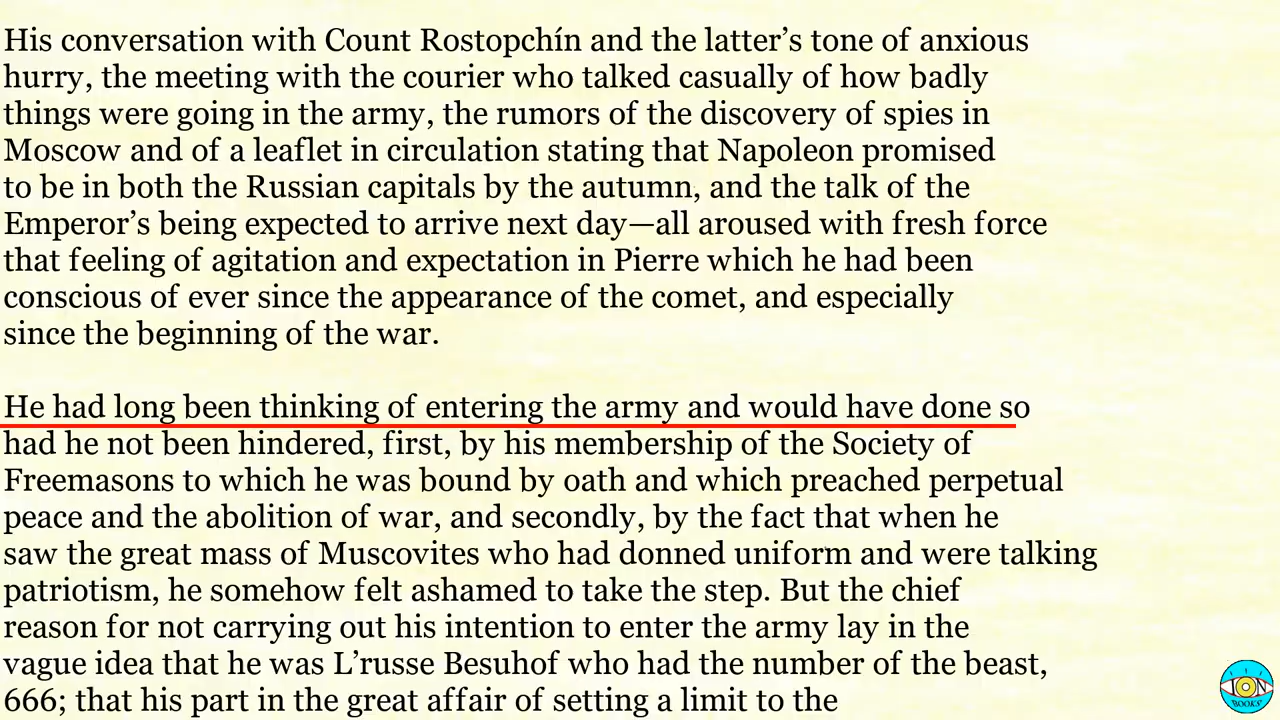 His conversation with Count Rostopchín and the latter’s tone of anxious
hurry, the meeting with the courier who talked casually of how badly
things were going in the army, the rumors of the discovery of spies in
Moscow and of a leaflet in circulation stating that Napoleon promised
to be in both the Russian capitals by the autumn, and the talk of the
Emperor’s being expected to arrive next day—all aroused with fresh force
that feeling of agitation and expectation in Pierre which he had been
conscious of ever since the appearance of the comet, and especially
since the beginning of the war.
He had long been thinking of entering the army and would have done so
had he not been hindered, first, by his membership of the Society of
Freemasons to which he was bound by oath and which preached perpetual
peace and the abolition of war, and secondly, by the fact that when he
saw the great mass of Muscovites who had donned uniform and were talking
patriotism, he somehow felt ashamed to take the step. But the chief
reason for not carrying out his intention to enter the army lay in the
vague idea that he was L’russe Besuhof who had the number of the beast,
666; that his part in the great affair of setting a limit to the
ION
BOOKS